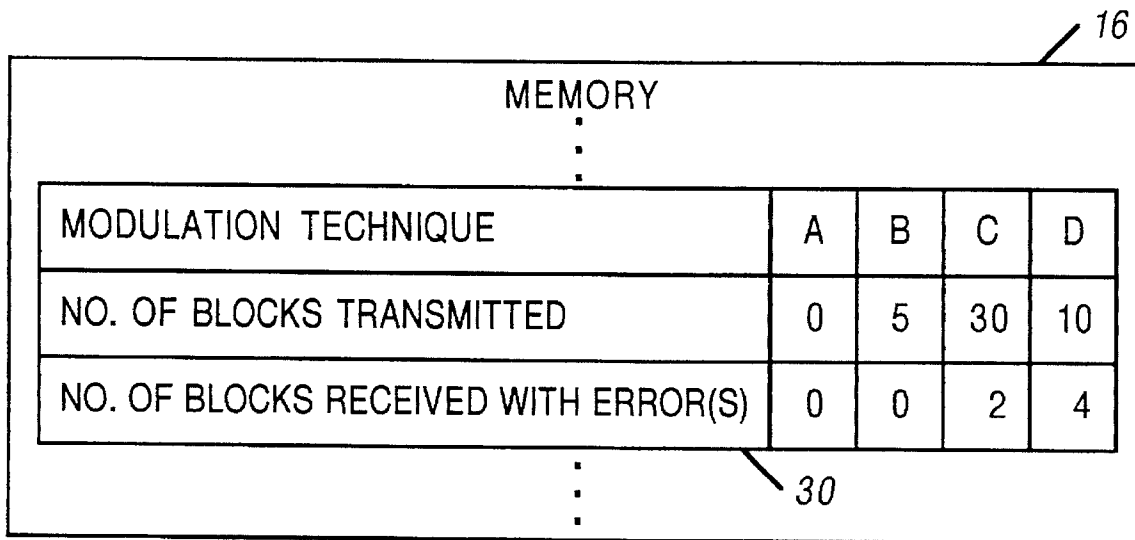 16
MEMORY
MODULATION TECHNIQUE A B C D
NO. OF BLOCKS TRANSMITTED 0 5 30 10
NO. OF BLOCKS RECEIVED WITH ERROR(S) 0 0 2 4
30